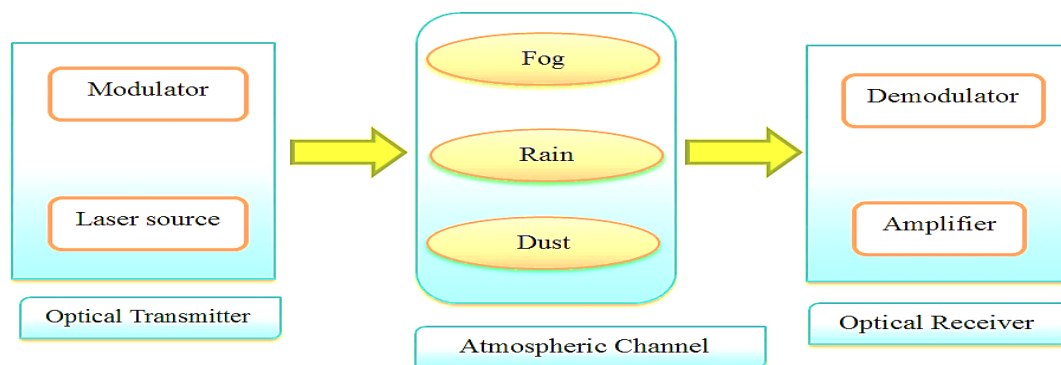 Modulator
Laser source
Optical Transmitter
Fog
Rain
Dust
Atmospheric Channel
Demodulator
Amplifier
Optical Receiver